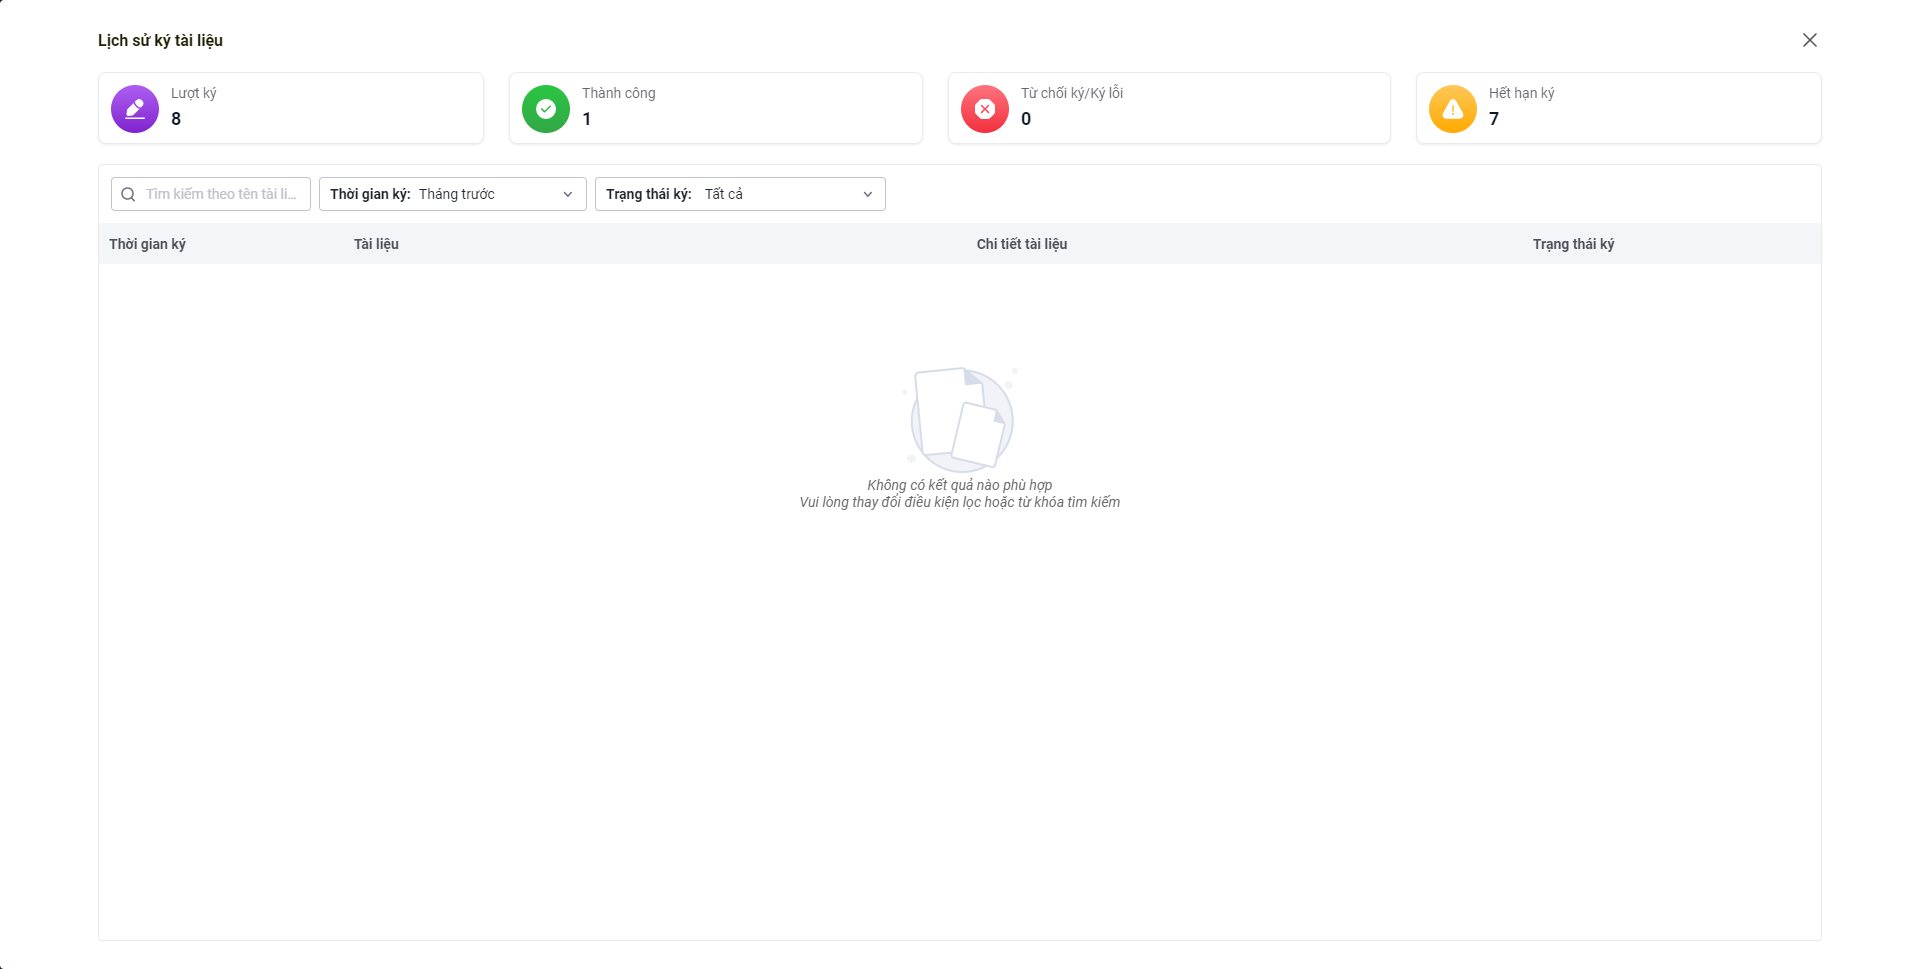 Lịch sử ký tài liệu
Lượt ký
8
Thành công
1
Từ chối ký/Ký lỗi
0
Hết hạn ký
7
Tìm kiếm theo tên tài li...
Thời gian ký: Tháng trước
Trạng thái ký: Tất cả
Thời gian ký
Tài liệu
Chi tiết tài liệu
Trạng thái ký
Không có kết quả nào phù hợp
Vui lòng thay đổi điều kiện lọc hoặc từ khóa tìm kiếm